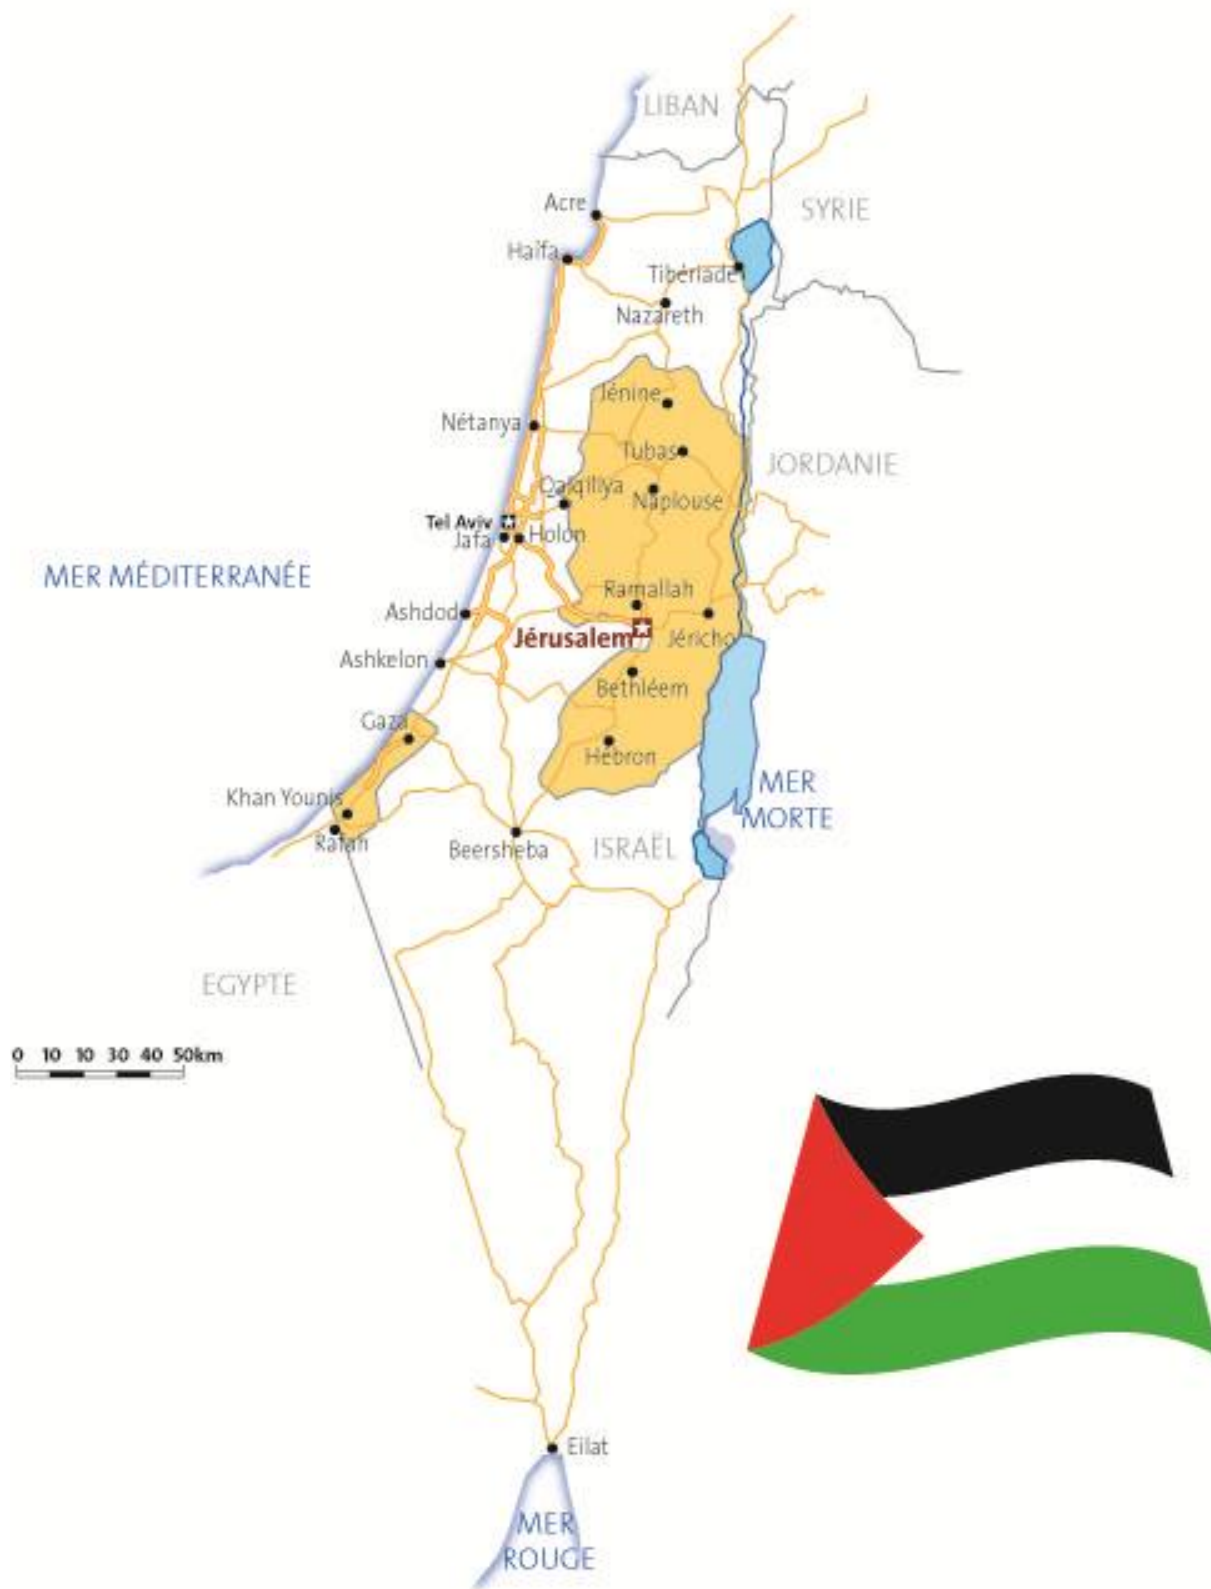 LIBAN
Acre
SYRIE
Haïfa
Tibériade
Nazareth
Jénine
Nétanya
Tubas
JORDANIE
Qalqiliya
Naplouse
Tel Aviv
Jafa
Holon
MER MÉDITERRANÉE
Ramallah
Ashdod
Jérusalem
Jéricho
Ashkelon
Bethléem
Gaza
Hébron
MER
MORTE
Khan Younis
Rafah
Beersheba
ISRAËL
EGYPTE
0 10 10 30 40 50km
Eilat
MER
ROUGE